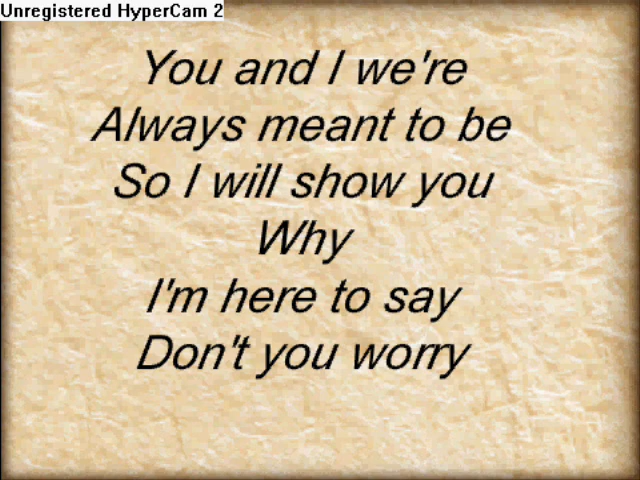 Unregistered HyperCam 2
You and I we're
Always meant to be
So I will show you
Why
I'm here to say
Don't you worry